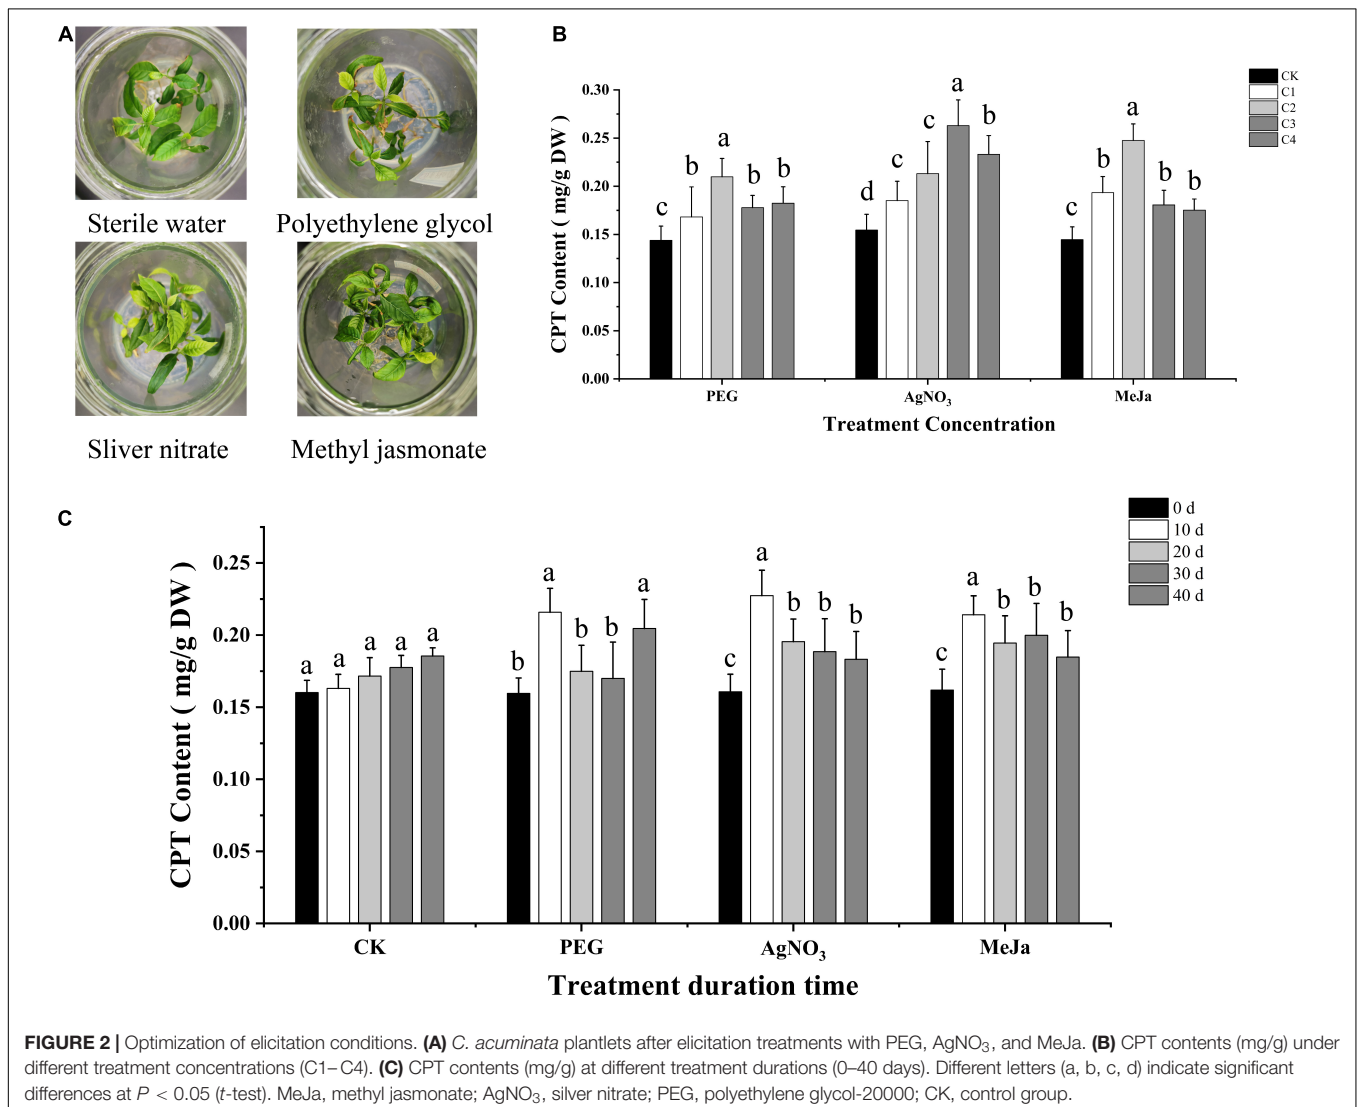 A
Sterile water
Polyethylene glycol
Sliver nitrate
Methyl jasmonate
B
CPT Content ( mg/g DW )
0.30
0.25
0.20
0.15
0.10
0.05
0.00
c b a b b
d c c a b
c b a b b
PEG
AgNO₃
MeJa
Treatment Concentration
CK
C1
C2
C3
C4
C
CPT Content ( mg/g DW )
0.25
0.20
0.15
0.10
0.05
0.00
a a a a a
b a b b a
c a b b b
c a b b b
CK
PEG
AgNO₃
MeJa
Treatment duration time
0 d
10 d
20 d
30 d
40 d
FIGURE 2 | Optimization of elicitation conditions. (A) C. acuminata plantlets after elicitation treatments with PEG, AgNO₃, and MeJa. (B) CPT contents (mg/g) under
different treatment concentrations (C1–C4). (C) CPT contents (mg/g) at different treatment durations (0–40 days). Different letters (a, b, c, d) indicate significant
differences at P < 0.05 (t-test). MeJa, methyl jasmonate; AgNO₃, silver nitrate; PEG, polyethylene glycol-20000; CK, control group.